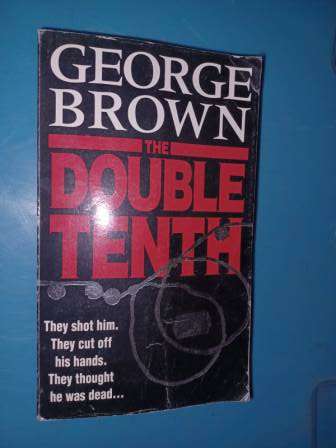 GEORGE
BROWN
THE
DOUBLE
TENTH
They shot him.
They cut off
his hands.
They thought
he was dead...